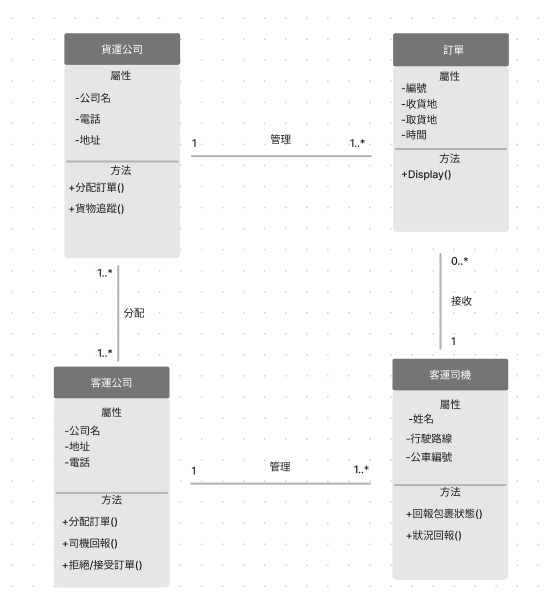 貨運公司
屬性
-公司名
-電話
-地址
方法
+分配訂單()
+貨物追蹤()
1 管理 1..*
訂單
屬性
-編號
-收貨地
-取貨地
-時間
方法
+Display()
1..*
分配
1..*
0..*
接收
1
客運公司
屬性
-公司名
-地址
-電話
方法
+分配訂單()
+司機回報()
+拒絕/接受訂單()
1 管理 1..*
客運司機
屬性
-姓名
-行駛路線
-公車編號
方法
+回報包裹狀態()
+狀況回報()